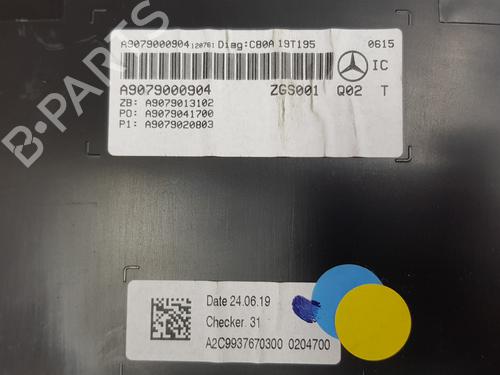 A9079000904 (20761 Diag:C80A 19T195 0615
A9079000904 ZGS001 Q02 T IC
ZB: A9079013102
PO: A9079041700
P1: A9079020803
B-PARTS
Date 24.06.19
Checker. 31
A2C9937670300 0204700